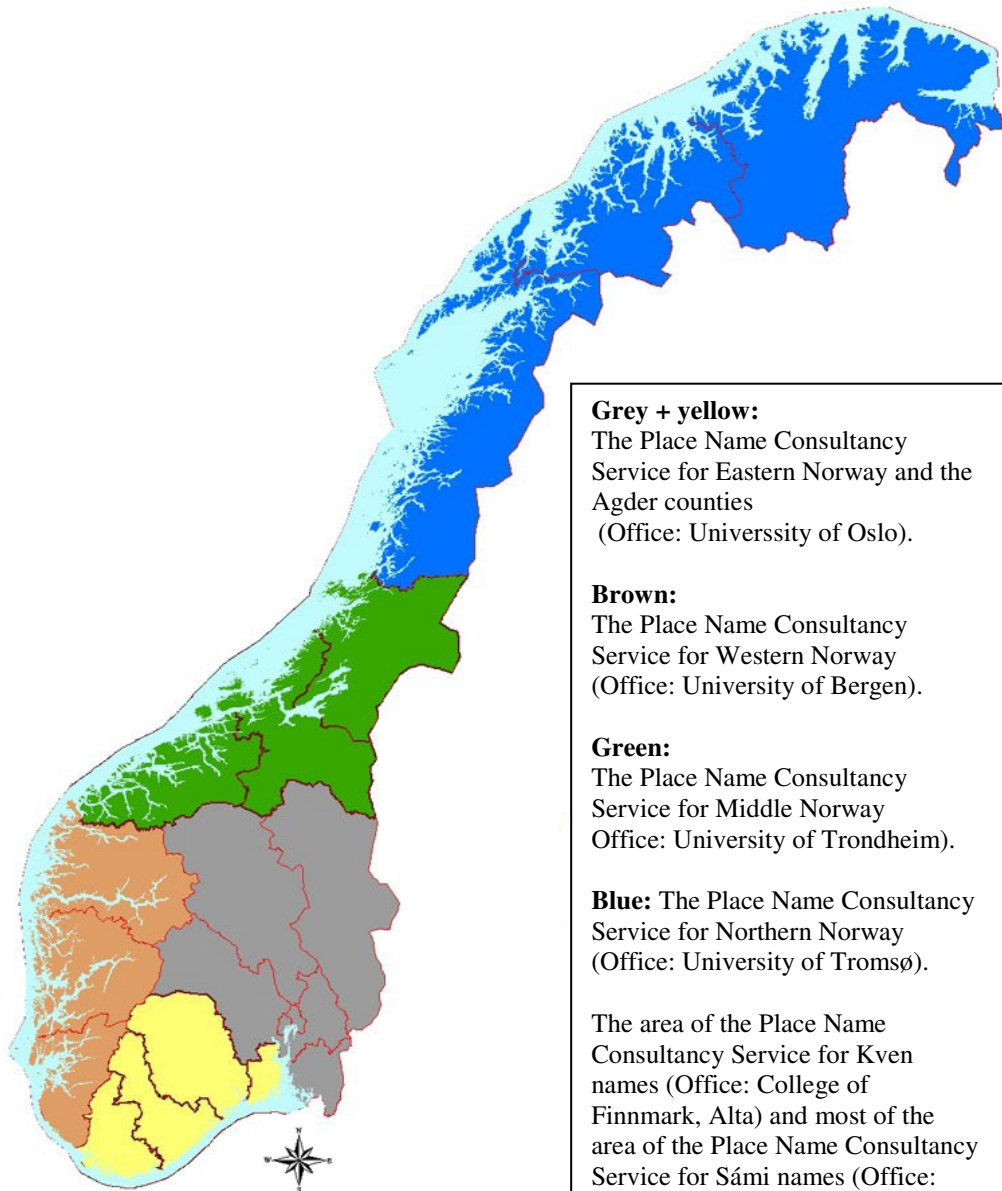 Grey + yellow:
The Place Name Consultancy
Service for Eastern Norway and the
Agder counties
(Office: Universsity of Oslo).
Brown:
The Place Name Consultancy
Service for Western Norway
(Office: University of Bergen).
Green:
The Place Name Consultancy
Service for Middle Norway
Office: University of Trondheim).
Blue: The Place Name Consultancy
Service for Northern Norway
(Office: University of Tromsø).
The area of the Place Name
Consultancy Service for Kven
names (Office: College of
Finnmark, Alta) and most of the
area of the Place Name Consultancy
Service for Sámi names (Office:
N
W
E
S